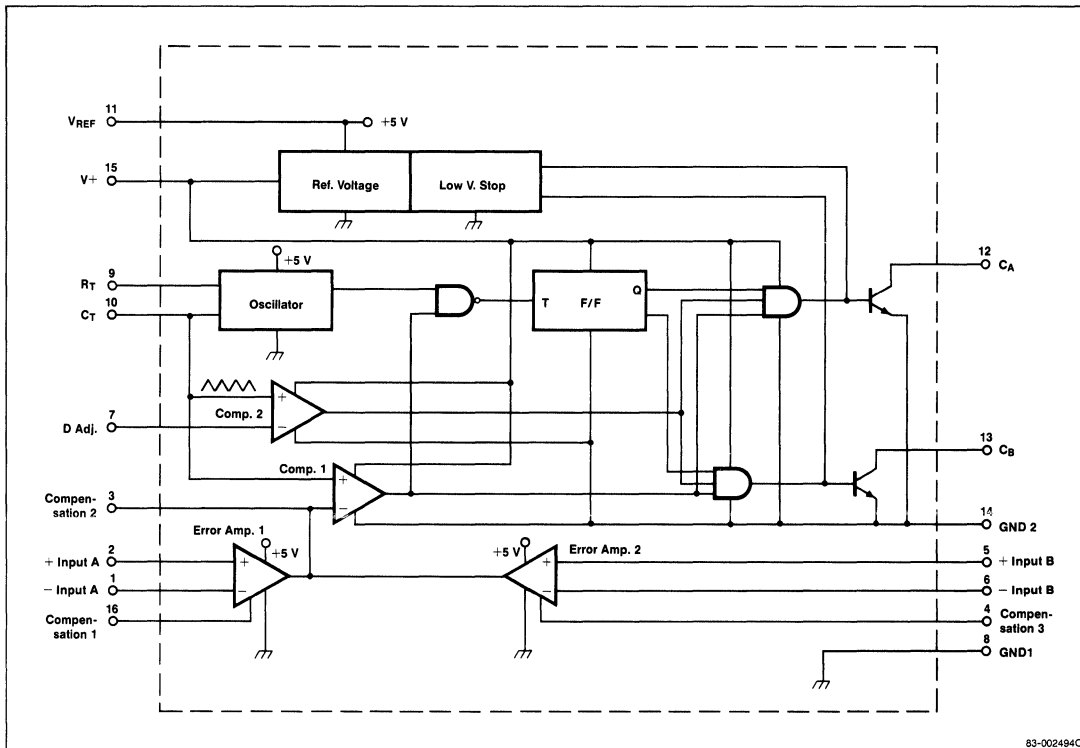 11
VREF
+5 V
15
V+
Ref. Voltage
Low V. Stop
+5 V
9
RT
10
CT
Oscillator
T
F/F
Q
12
CA
+
−
Comp. 2
7
D Adj.
13
CB
Comp. 1
+
−
Compen-
sation 2
3
14
GND 2
Error Amp. 1
+5 V
+5 V
Error Amp. 2
2
+ Input A
+
−
1
− Input A
16
Compen-
sation 1
+
−
5
+ Input B
6
− Input B
4
Compen-
sation 3
8
GND1
83-002494C